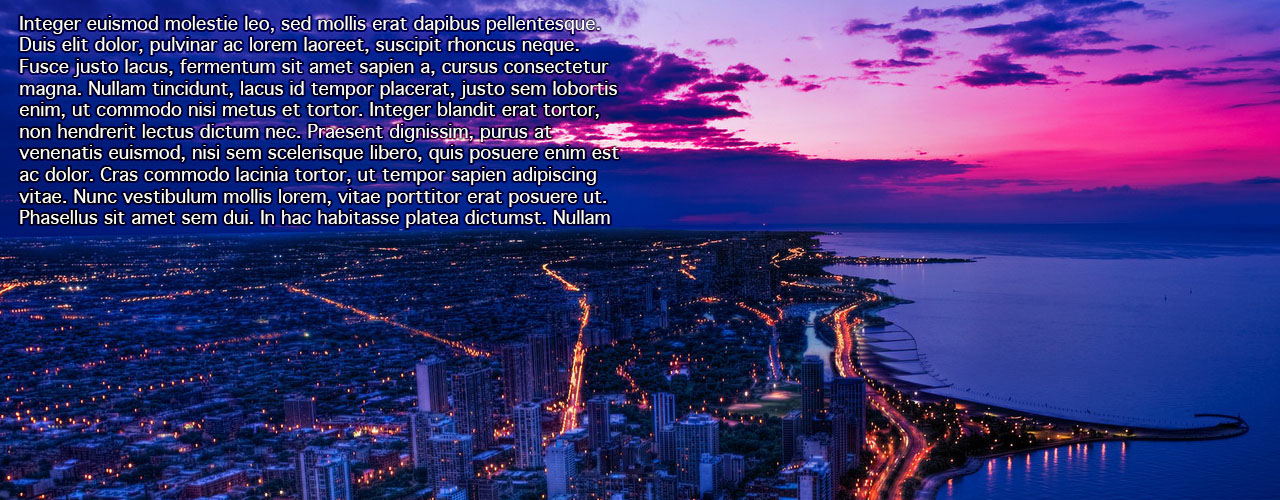 Integer euismod molestie leo, sed mollis erat dapibus pellentesque.
Duis elit dolor, pulvinar ac lorem laoreet, suscipit rhoncus neque.
Fusce justo lacus, fermentum sit amet sapien a, cursus consectetur
magna. Nullam tincidunt, lacus id tempor placerat, justo sem lobortis
enim, ut commodo nisi metus et tortor. Integer blandit erat tortor,
non hendrerit lectus dictum nec. Praesent dignissim, purus at
venenatis euismod, nisi sem scelerisque libero, quis posuere enim est
ac dolor. Cras commodo lacinia tortor, ut tempor sapien adipiscing
vitae. Nunc vestibulum mollis lorem, vitae porttitor erat posuere ut.
Phasellus sit amet sem dui. In hac habitasse platea dictumst. Nullam